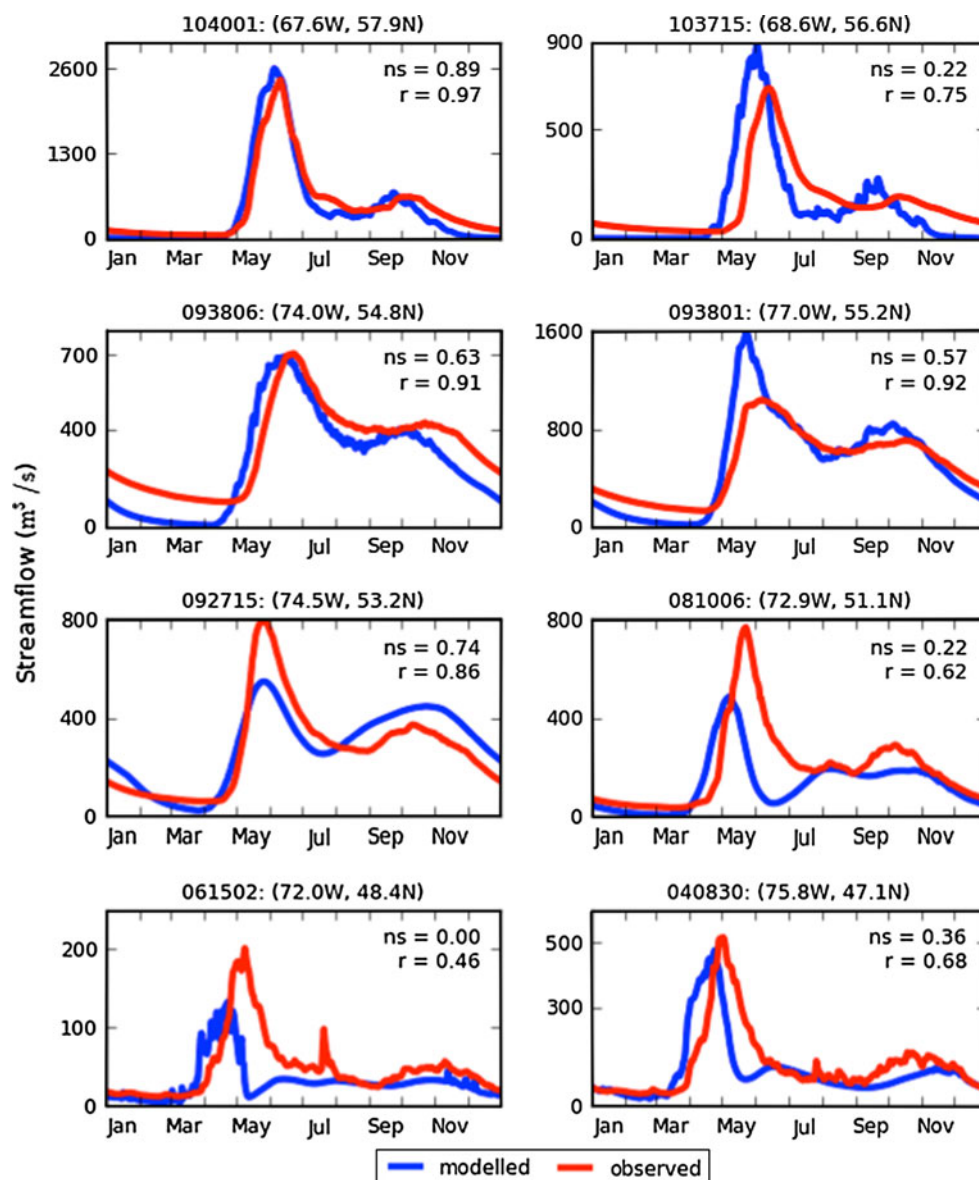 104001: (67.6W, 57.9N)
2600
1300
0
ns = 0.89
r = 0.97
Jan Mar May Jul Sep Nov
103715: (68.6W, 56.6N)
900
500
0
ns = 0.22
r = 0.75
Jan Mar May Jul Sep Nov
093806: (74.0W, 54.8N)
700
400
0
ns = 0.63
r = 0.91
Jan Mar May Jul Sep Nov
093801: (77.0W, 55.2N)
1600
800
0
ns = 0.57
r = 0.92
Jan Mar May Jul Sep Nov
Streamflow (m³/s)
092715: (74.5W, 53.2N)
800
400
0
ns = 0.74
r = 0.86
Jan Mar May Jul Sep Nov
081006: (72.9W, 51.1N)
800
400
0
ns = 0.22
r = 0.62
Jan Mar May Jul Sep Nov
061502: (72.0W, 48.4N)
200
100
0
ns = 0.00
r = 0.46
Jan Mar May Jul Sep Nov
040830: (75.8W, 47.1N)
500
300
0
ns = 0.36
r = 0.68
Jan Mar May Jul Sep Nov
modelled observed